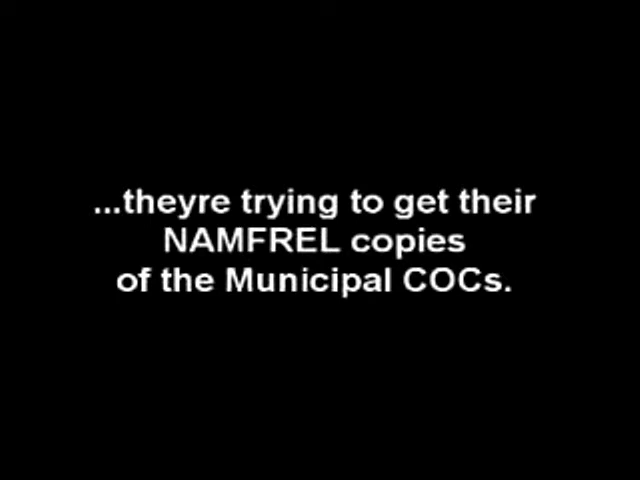 ...theyre trying to get their
NAMFREL copies
of the Municipal COCs.